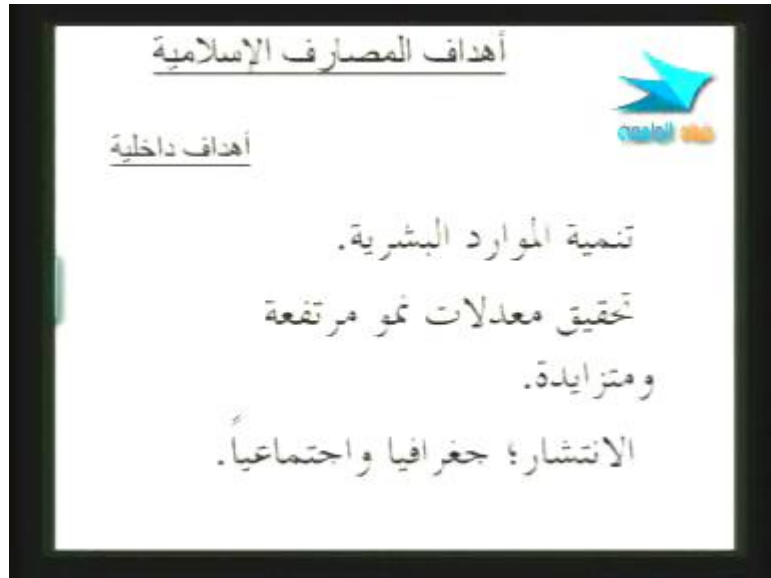 أهداف المصارف الإسلامية
أهداف داخلية
تنمية الموارد البشرية.
تحقيق معدلات نمو مرتفعة
ومتزايدة.
الانتشار؛ جغرافيا واجتماعياً.